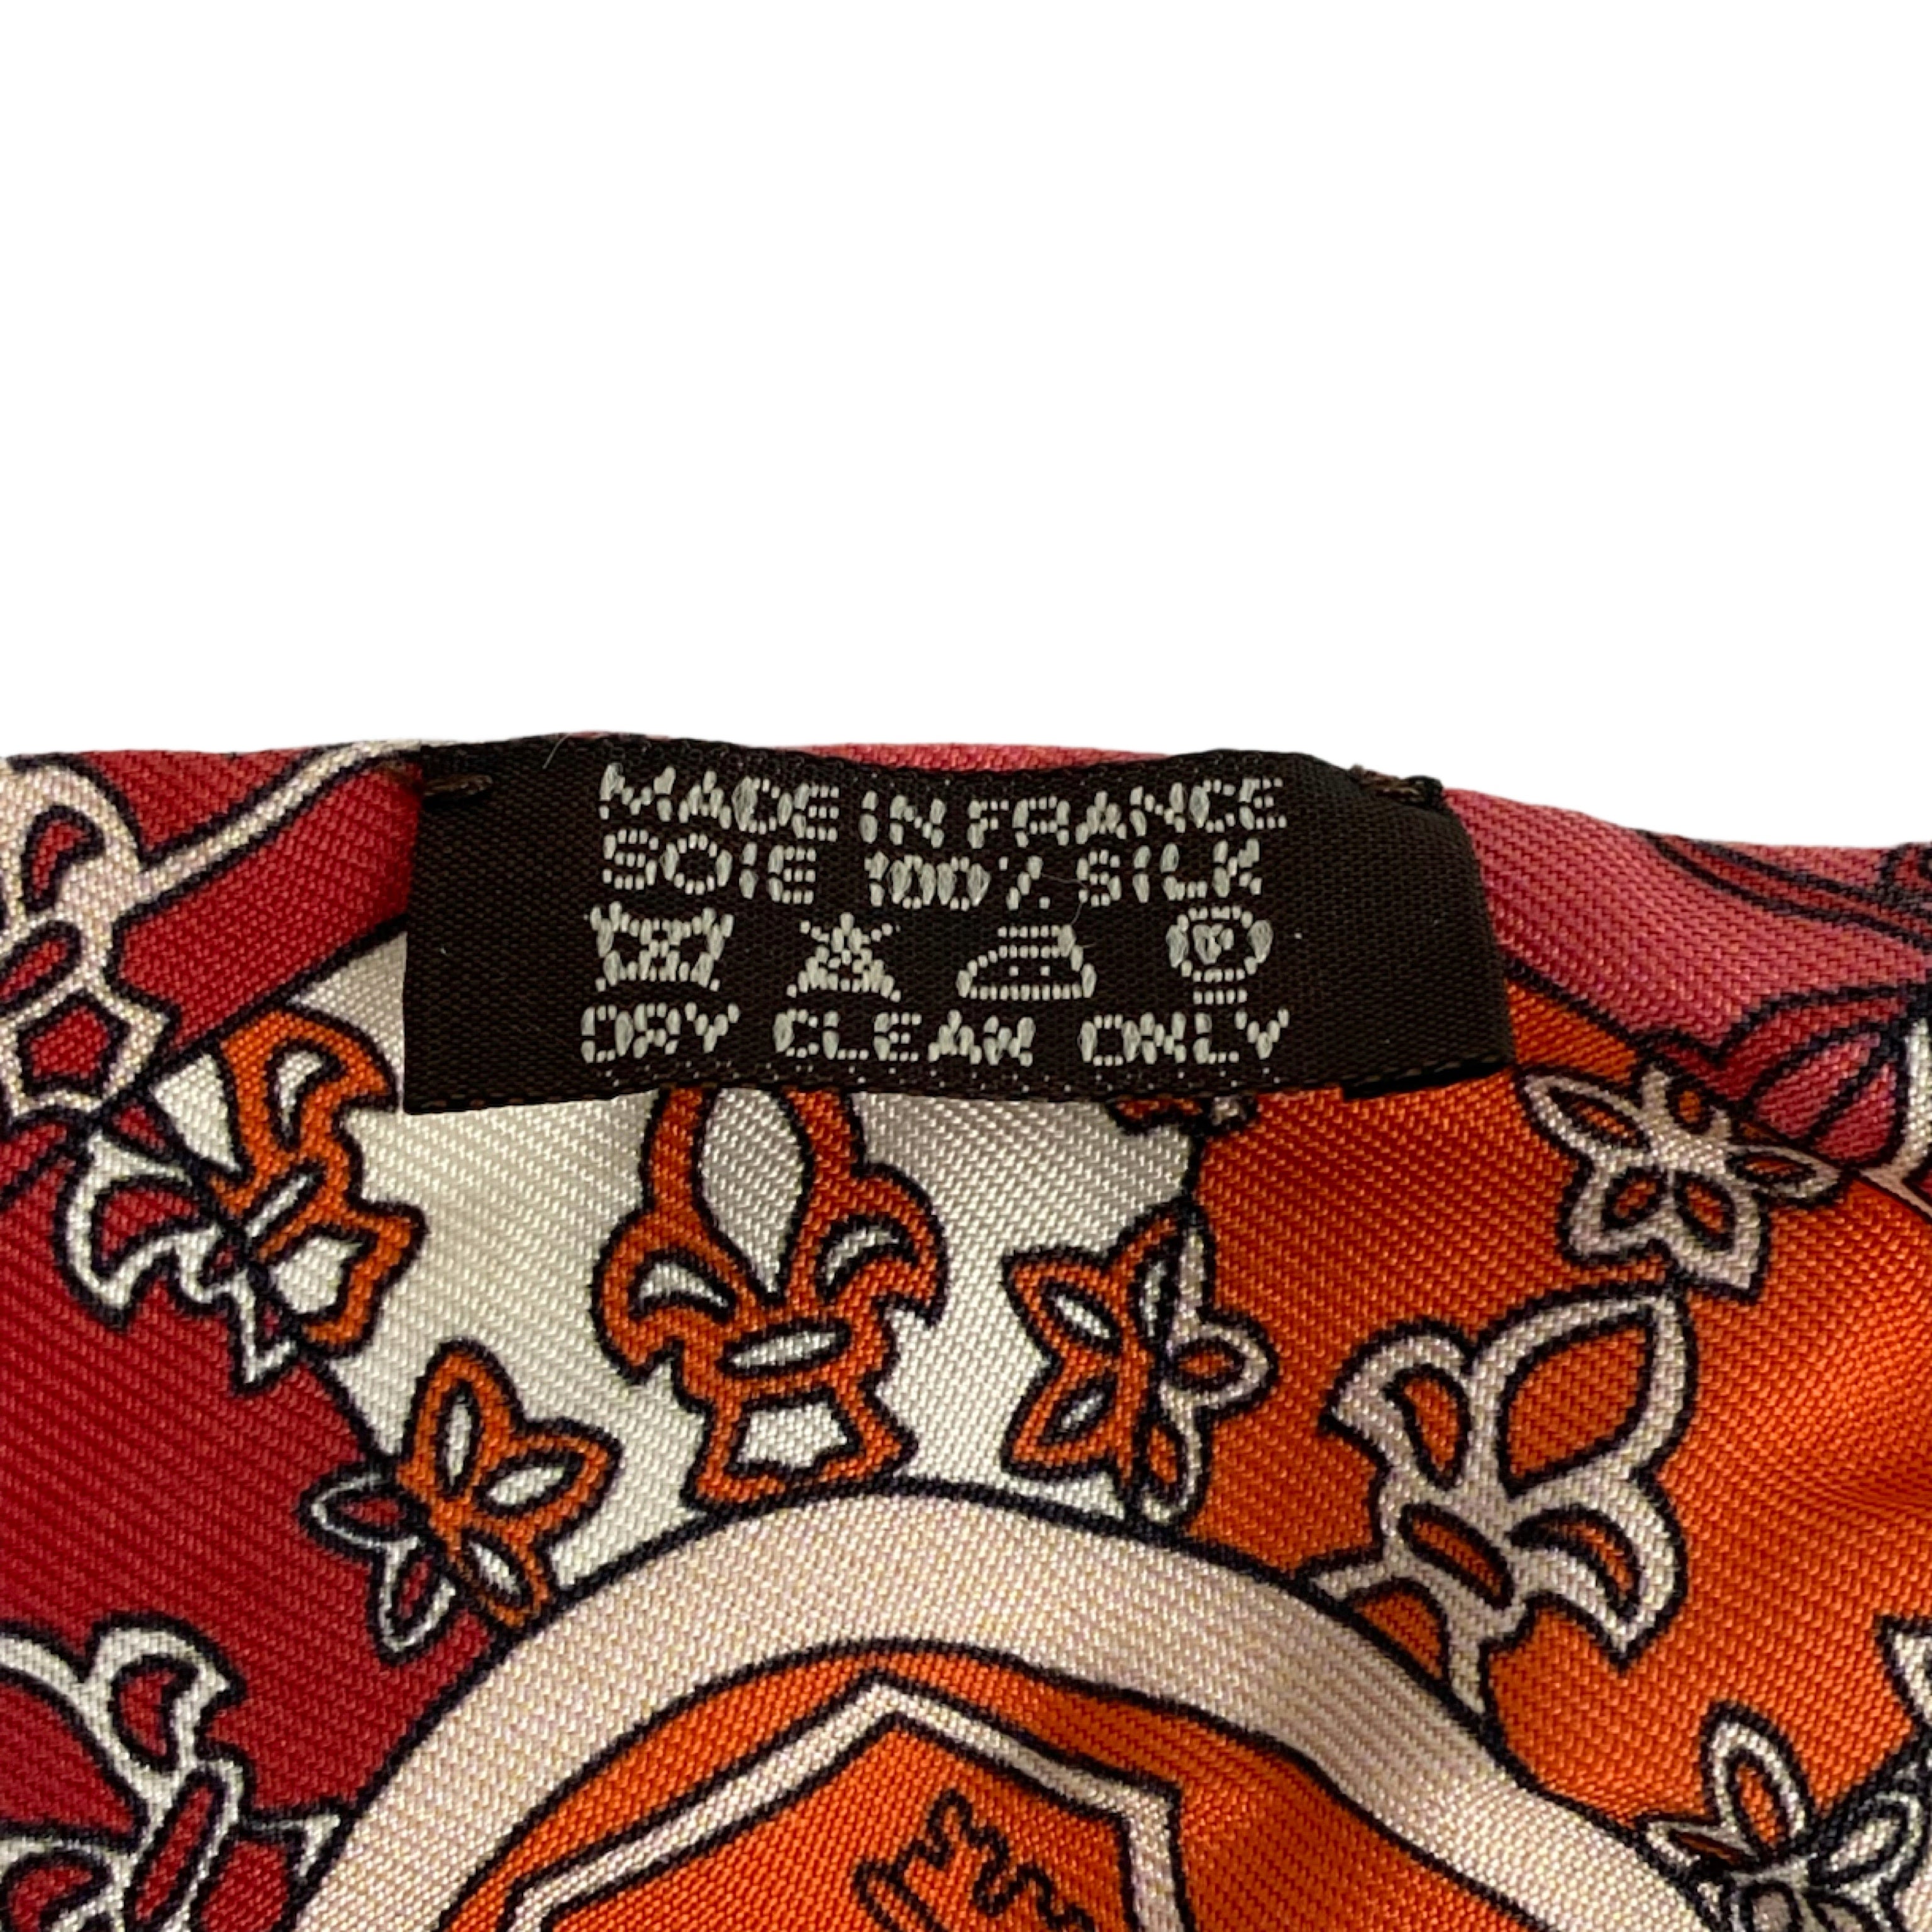 MADE IN FRANCE
SOIE 100% SILK
P
DRY CLEAN ONLY